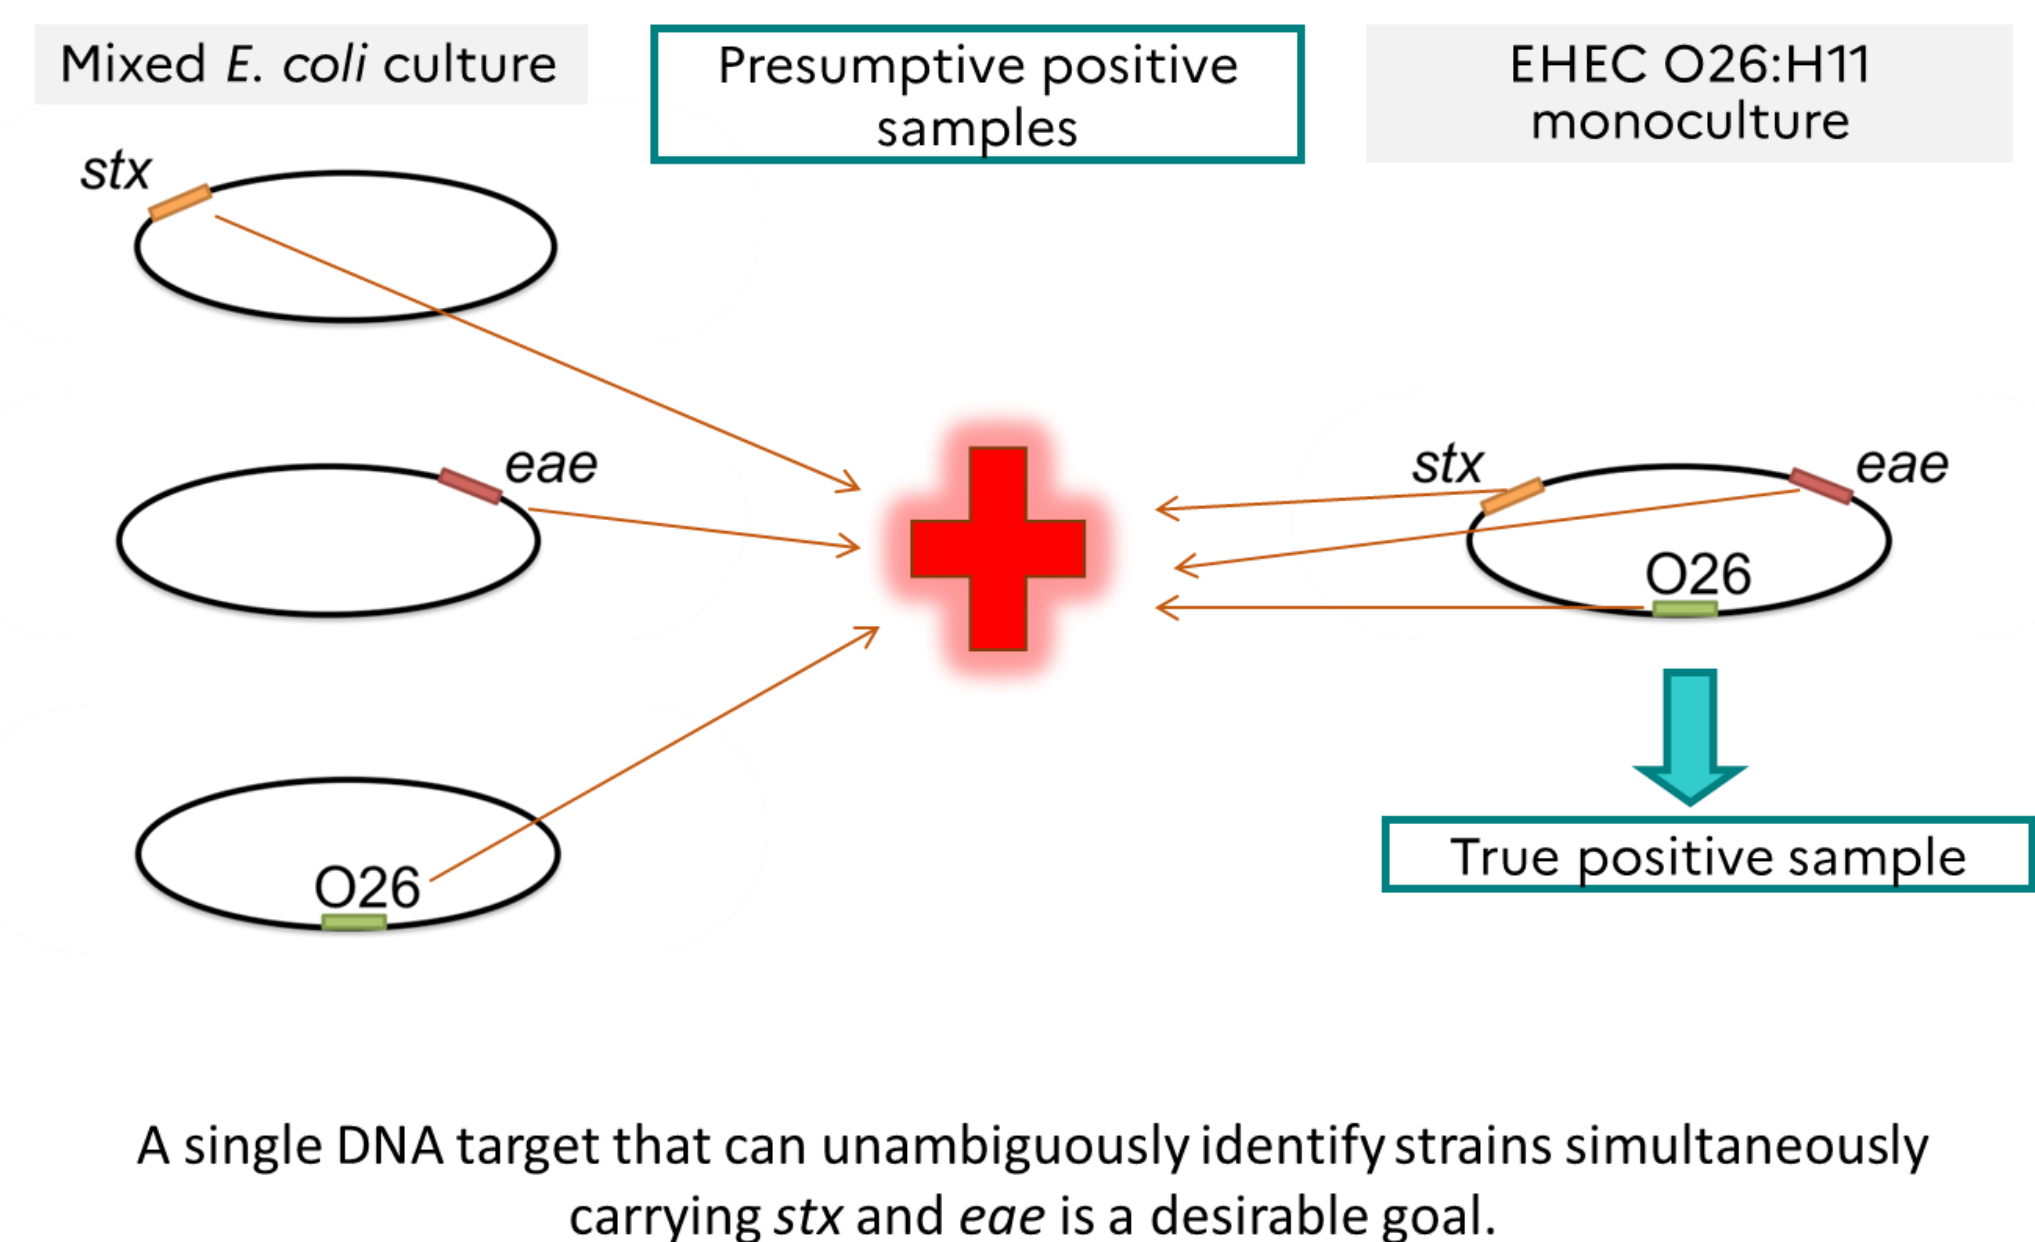 Mixed E. coli culture
Presumptive positive
samples
EHEC O26:H11
monoculture
stx
eae
O26
stx
eae
O26
True positive sample
A single DNA target that can unambiguously identify strains simultaneously
carrying stx and eae is a desirable goal.